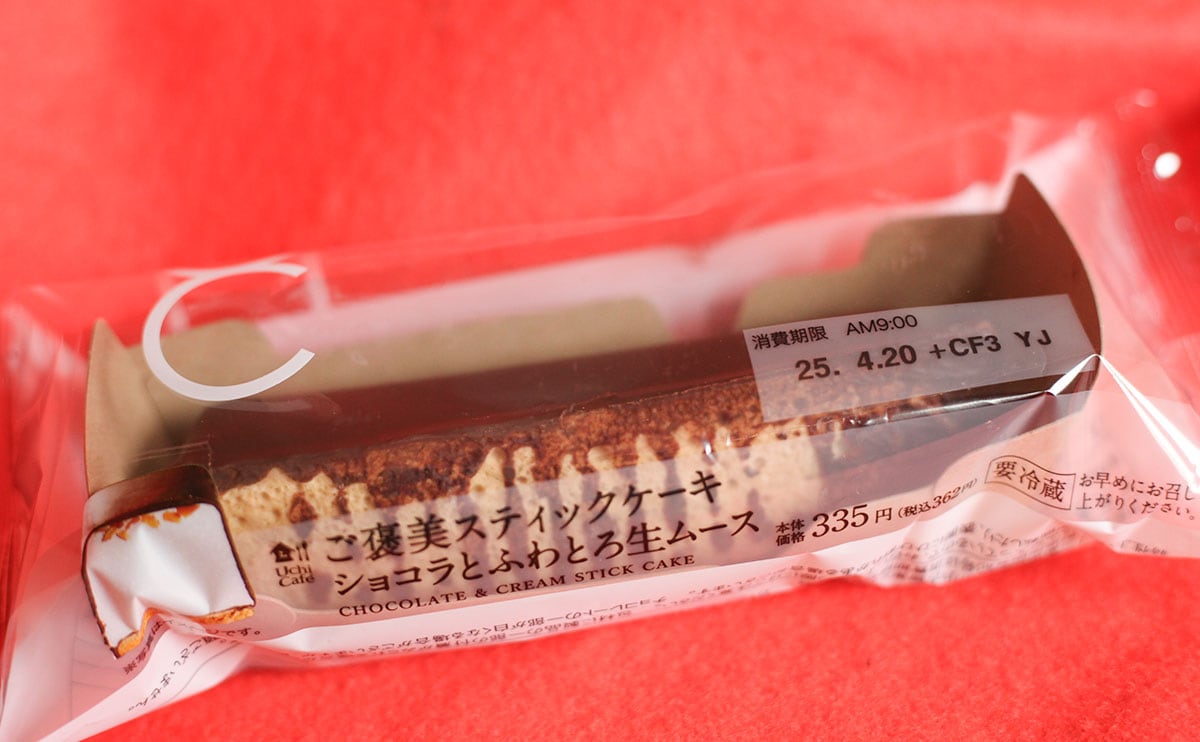 消費期限 AM9:00
25. 4.20 +CF3 YJ
Uchi
Café
ご褒美スティックケーキ
ショコラとふわとろ生ムース
CHOCOLATE & CREAM STICK CAKE
本体
価格 335円(税込362円)
要冷蔵
お早めにお召し
上がりください。